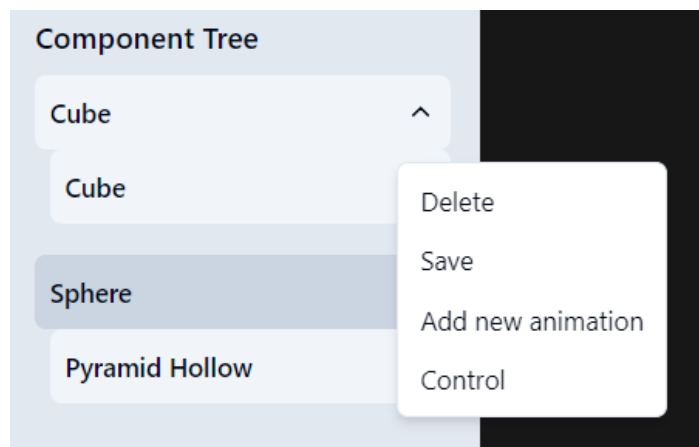 Component Tree
Cube
Cube
Sphere
Pyramid Hollow
Delete
Save
Add new animation
Control